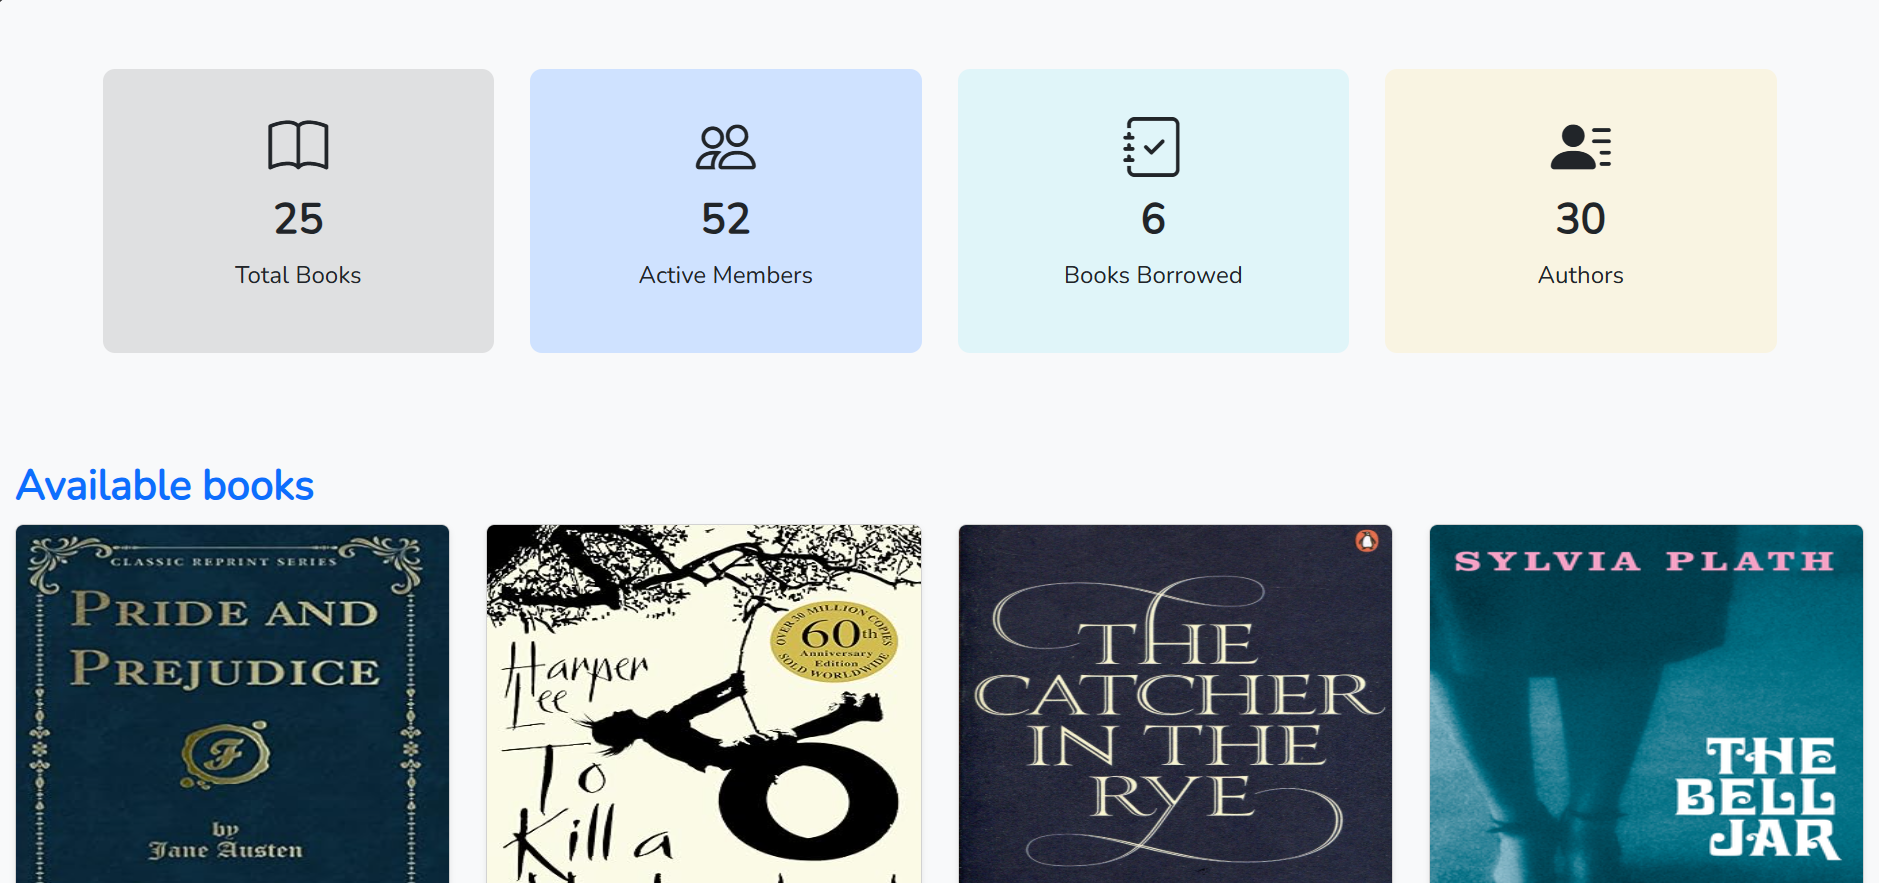 25
Total Books
52
Active Members
6
Books Borrowed
30
Authors
Available books
CLASSIC REPRINT SERIES
PRIDE AND
PREJUDICE
F
by
Jane Austen
OVER 30 MILLION COPIES
60th
Anniversary
Edition
SOLD WORLDWIDE
Harper
Lee
To
Kill a
THE
CATCHER
IN THE
RYE
SYLVIA PLATH
THE
BELL
JAR